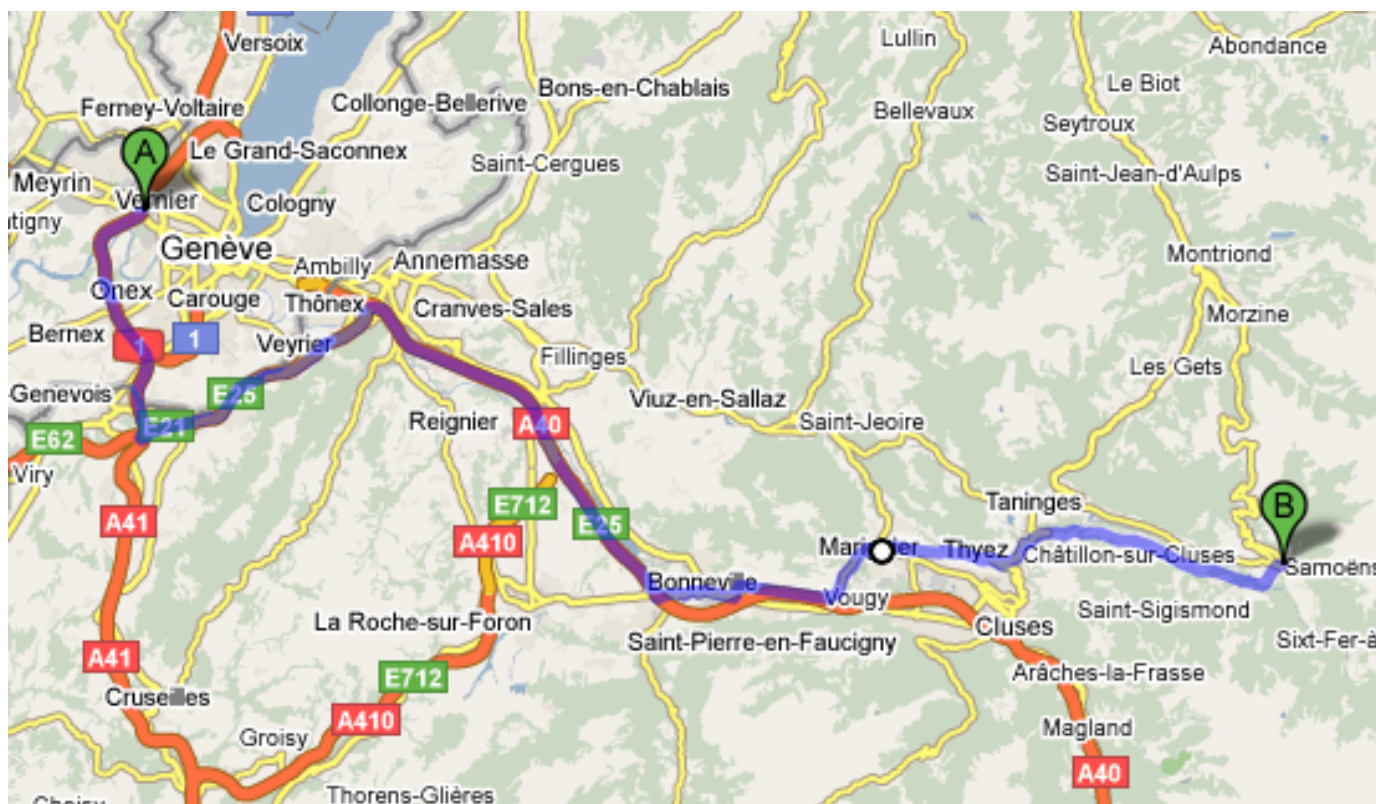 Versoix
Lullin
Abondance
Ferney-Voltaire
Collonge-Bellerive
Bons-en-Chablais
Le Biot
Bellevaux
Seytroux
A
Le Grand-Saconnex
Saint-Cergues
Saint-Jean-d'Aulps
Meyrin
Vernier
Cologny
tigny
Genève
Ambilly
Annemasse
Montriond
Onex
Carouge
Thônex
Cranves-Sales
Morzine
Bernex
1
1
Veyrier
Fillinges
Les Gets
Genevois
E25
Viuz-en-Sallaz
E62
E21
Reignier
A40
Saint-Jeoire
Viry
E712
Taninges
B
A41
A410
E25
Thyez
Châtillon-sur-Cluses
Samoëns
Bonneville
Vougy
Saint-Sigismond
La Roche-sur-Foron
Saint-Pierre-en-Faucigny
Cluses
Sixt-Fer-à
A41
E712
Arâches-la-Frasse
Cruseilles
A410
Magland
Groisy
A40
Thorens-Glières